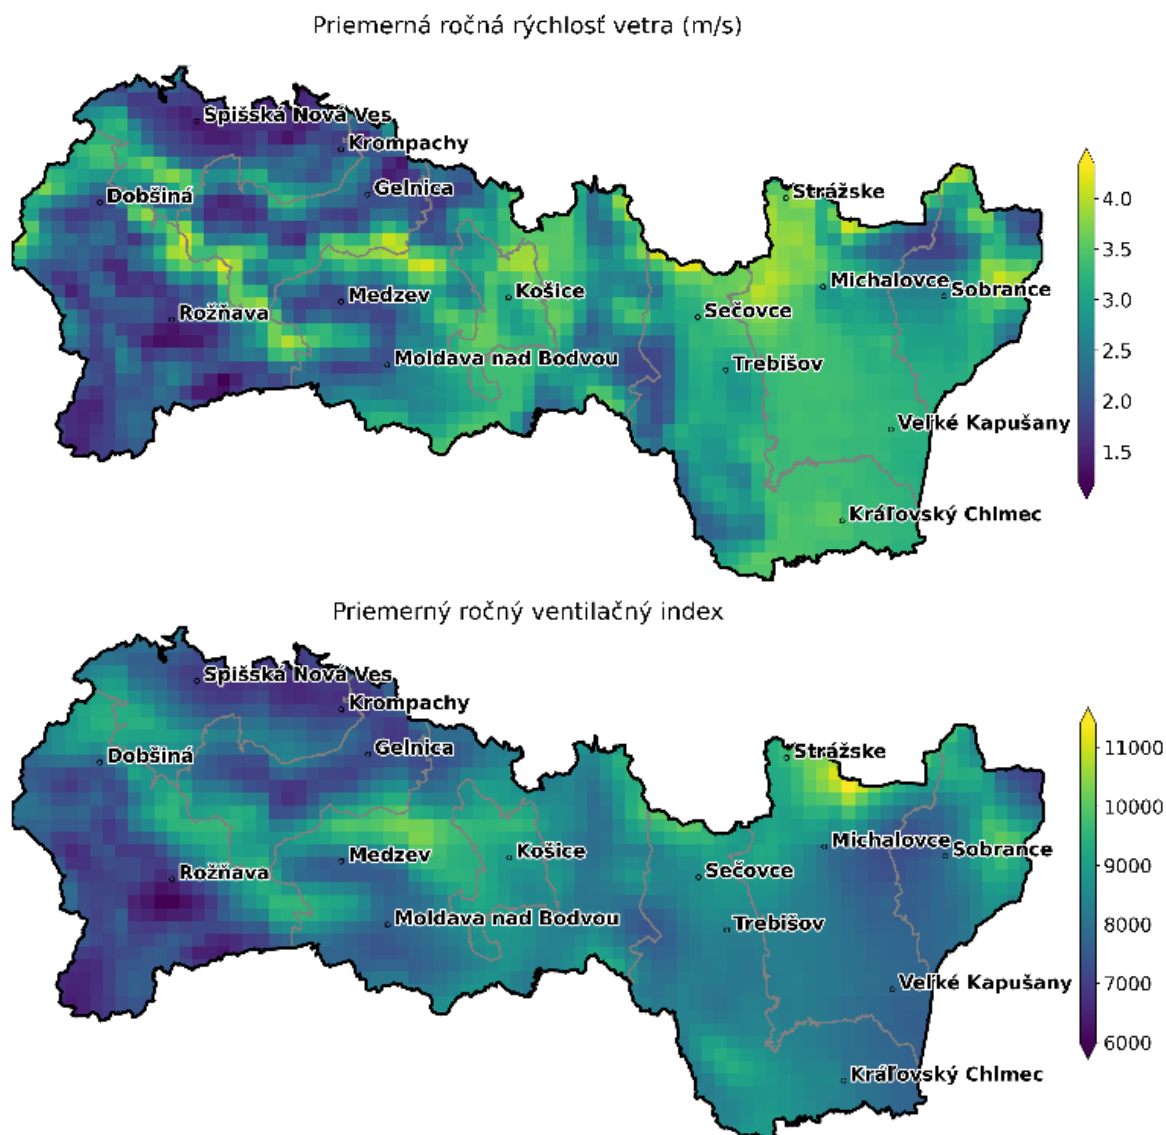 Priemerná ročná rýchlosť vetra (m/s)
Spišská Nová Ves
Krompachy
Gelnica
Dobšiná
Strážske
4.0
3.5
Michalovce
Sobrance
Košice
Medzev
3.0
Rožňava
Sečovce
2.5
Moldava nad Bodvou
Trebišov
2.0
Veľké Kapušany
1.5
Kráľovský Chlmec
Priemerný ročný ventilačný index
Spišská Nová Ves
Krompachy
Gelnica
Strážske
11000
Dobšiná
10000
Michalovce
Košice
Sobrance
Medzev
9000
Rožňava
Sečovce
Moldava nad Bodvou
Trebišov
8000
7000
Veľké Kapušany
6000
Kráľovský Chlmec